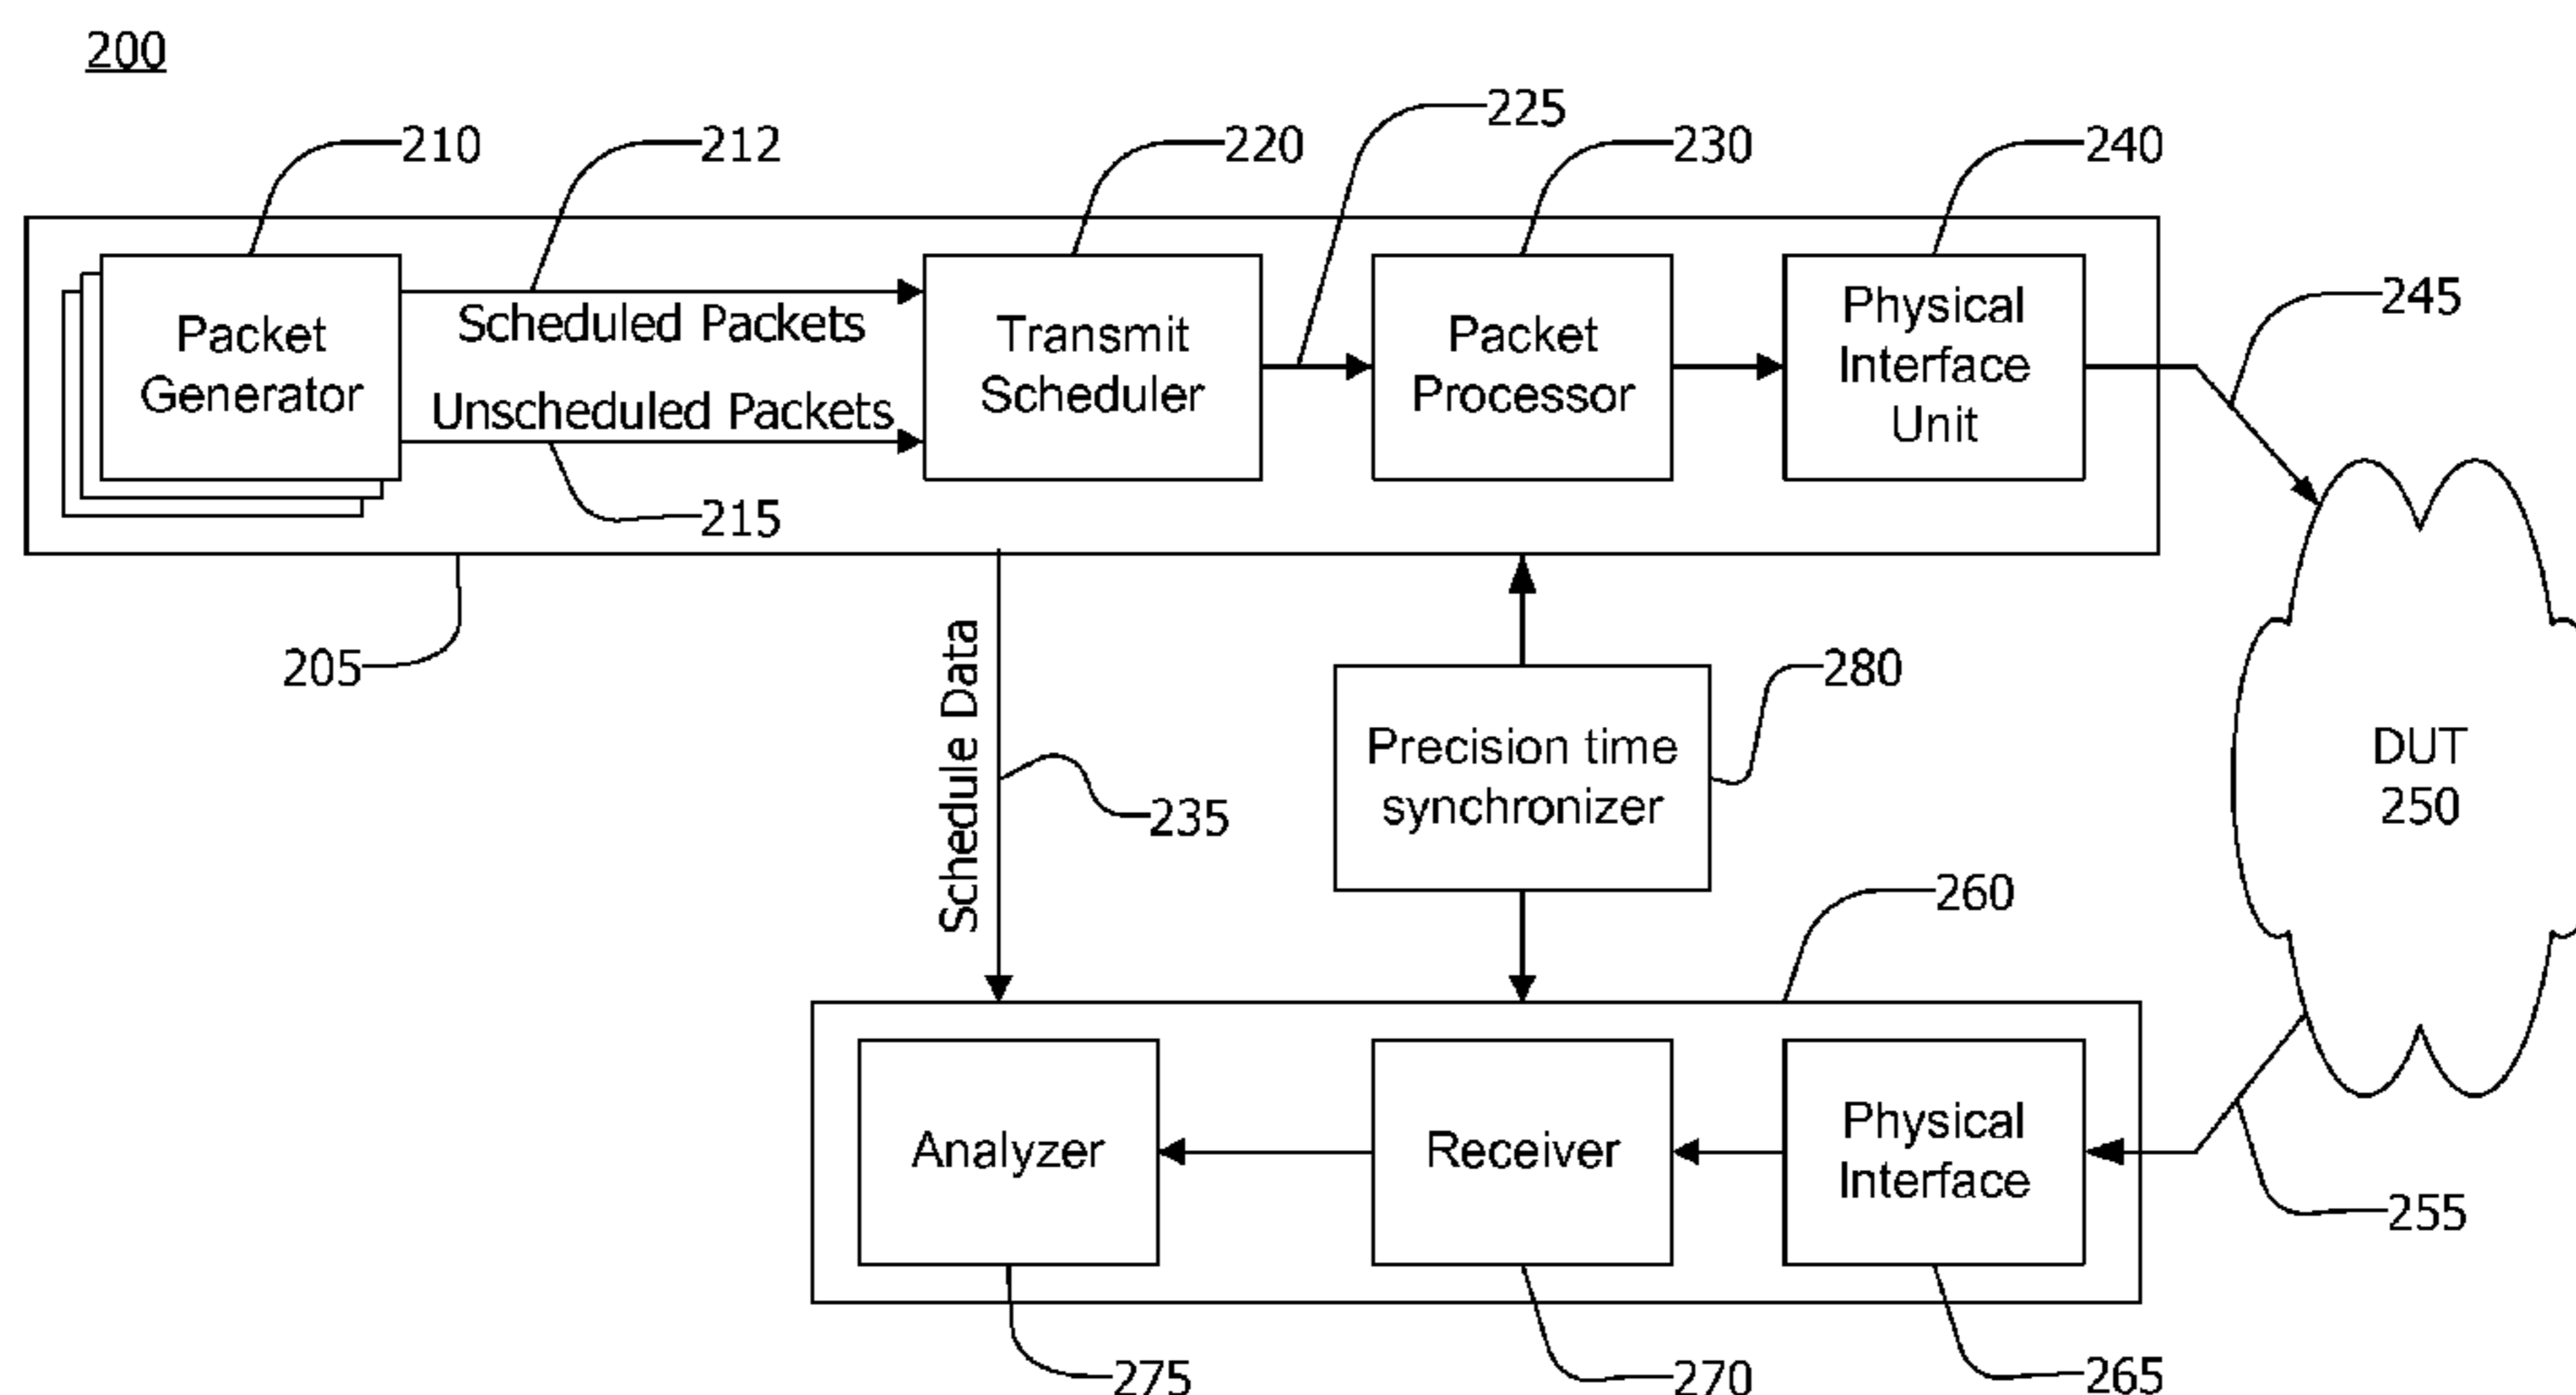 200
210
212
220
225
230
240
245
Packet
Generator
Scheduled Packets
Unscheduled Packets
Transmit
Scheduler
Packet
Processor
Physical
Interface
Unit
215
205
Schedule Data
235
Precision time
synchronizer
280
DUT
250
260
Analyzer
Receiver
Physical
Interface
255
275
270
265